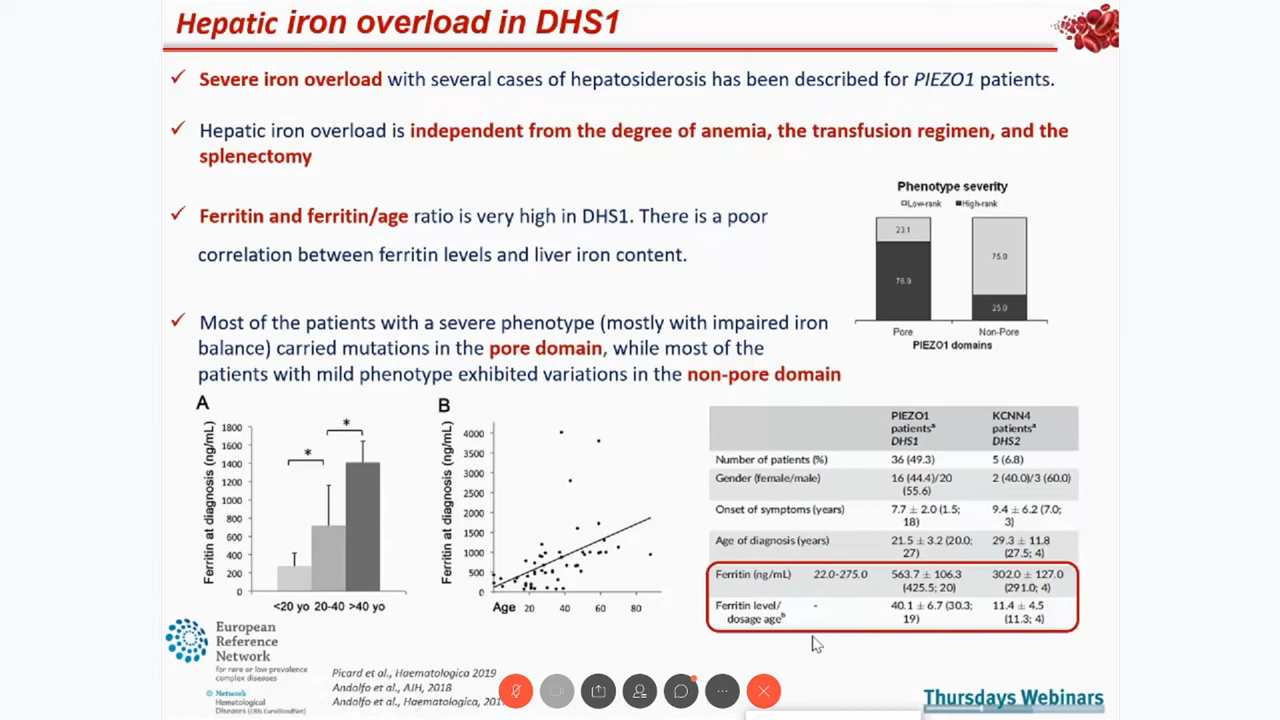 Hepatic iron overload in DHS1
✓ Severe iron overload with several cases of hepatosiderosis has been described for PIEZO1 patients.
✓ Hepatic iron overload is independent from the degree of anemia, the transfusion regimen, and the
splenectomy
✓ Ferritin and ferritin/age ratio is very high in DHS1. There is a poor
correlation between ferritin levels and liver iron content.
✓ Most of the patients with a severe phenotype (mostly with impaired iron
balance) carried mutations in the pore domain, while most of the
patients with mild phenotype exhibited variations in the non-pore domain
Phenotype severity
Low-rank High-rank
23.1
76.9
75.0
25.0
Pore Non-Pore
PIEZO1 domains
A
Ferritin at diagnosis (ng/mL)
1800
1600
1400
1200
1000
800
600
400
200
0
* *
<20 yo 20-40 >40 yo
B
Ferritin at diagnosis (ng/mL)
4000
3500
3000
2500
2000
1500
1000
500
0
Age 20 40 60 80
PIEZO1 KCNN4
patientsᵃ patientsᵃ
DHS1 DHS2
Number of patients (%) 36 (49.3) 5 (6.8)
Gender (female/male) 16 (44.4)/20 2 (40.0)/3 (60.0)
(55.6)
Onset of symptoms (years) 7.7 ± 2.0 (1.5; 9.4 ± 6.2 (7.0;
18) 3)
Age of diagnosis (years) 21.5 ± 3.2 (20.0; 29.3 ± 11.8
27) (27.5; 4)
Ferritin (ng/mL) 22.0-275.0 563.7 ± 106.3 302.0 ± 127.0
(425.5; 20) (291.0; 4)
Ferritin level/ - 40.1 ± 6.7 (30.3; 11.4 ± 4.5
dosage ageᵇ 19) (11.3; 4)
European
Reference
Network
for rare or low prevalence
complex diseases
Network
Hematological
Diseases (ERN EuroBloodNet)
Picard et al., Haematologica 2019
Andolfo et al., AJH, 2018
Andolfo et al., Haematologica, 20
Thursdays Webinars